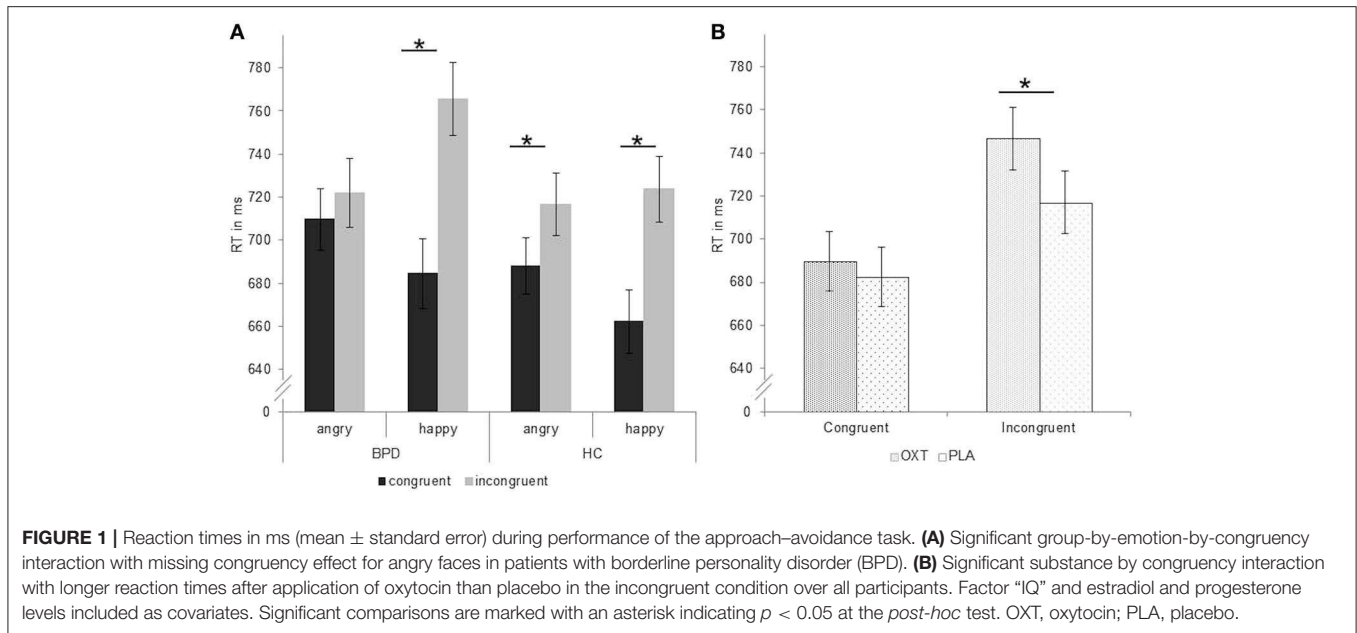 A
RT in ms
780
760
740
720
700
680
660
640
0
*
*
*
angry
happy
angry
happy
BPD
HC
congruent
incongruent
B
RT in ms
780
760
740
720
700
680
660
640
0
*
Congruent
Incongruent
OXT
PLA
FIGURE 1 | Reaction times in ms (mean ± standard error) during performance of the approach–avoidance task. (A) Significant group-by-emotion-by-congruency
interaction with missing congruency effect for angry faces in patients with borderline personality disorder (BPD). (B) Significant substance by congruency interaction
with longer reaction times after application of oxytocin than placebo in the incongruent condition over all participants. Factor “IQ” and estradiol and progesterone
levels included as covariates. Significant comparisons are marked with an asterisk indicating p < 0.05 at the post-hoc test. OXT, oxytocin; PLA, placebo.